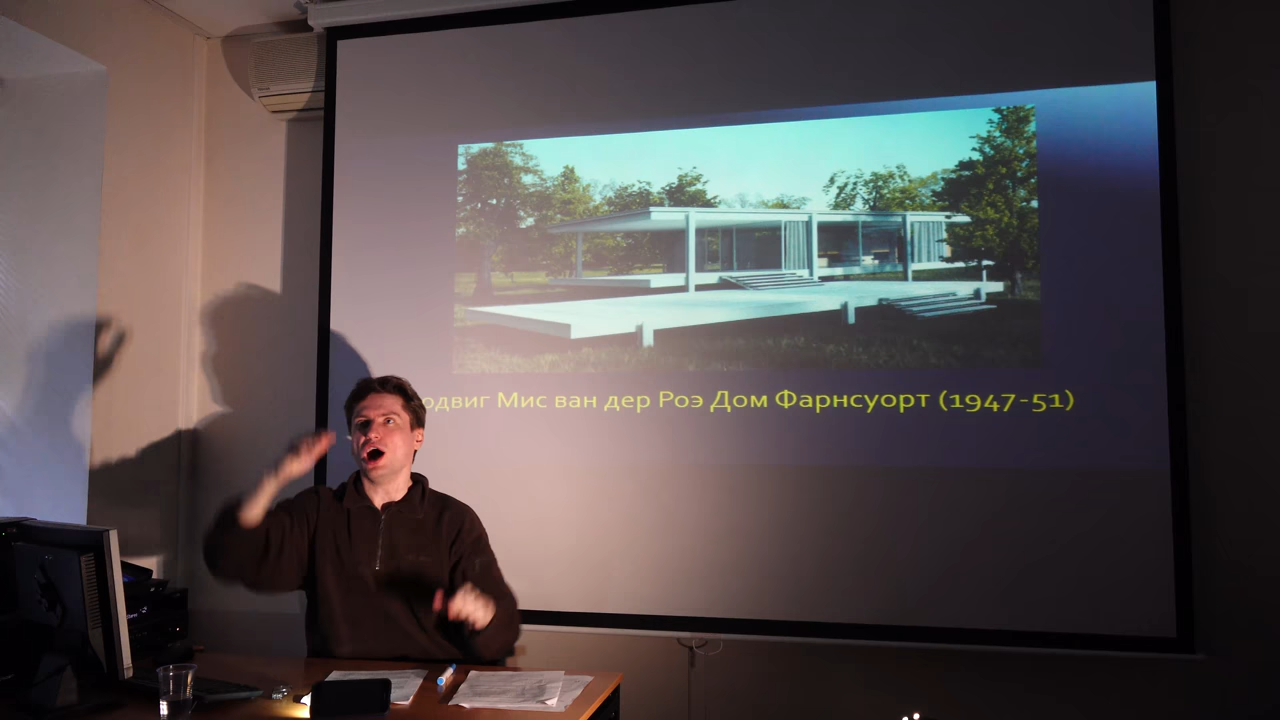 одвиг Мис ван дер Роэ Дом Фарнсуорт (1947-51)